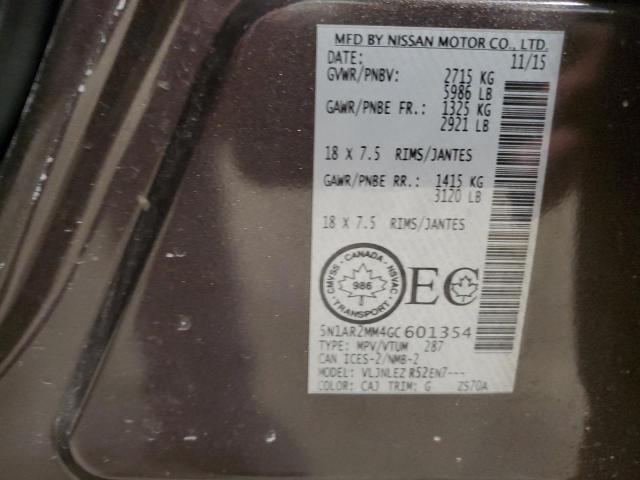 MFD BY NISSAN MOTOR CO., LTD.
DATE: 11/15
GVWR/PNBV: 2715 KG
5986 LB
GAWR/PNBE FR.: 1325 KG
2921 LB
18 X 7.5 RIMS/JANTES
GAWR/PNBE RR.: 1415 KG
3120 LB
18 X 7.5 RIMS/JANTES
CMVSS · CANADA · NSVAC
986
TRANSPORT
EC
5N1AR2MM4GC601354
TYPE: MPV/VTUM 287
CAN ICES-2/NMB-2
MODEL: VLJNLEZ R52EN7---
COLOR: CAJ TRIM: G 2S70A